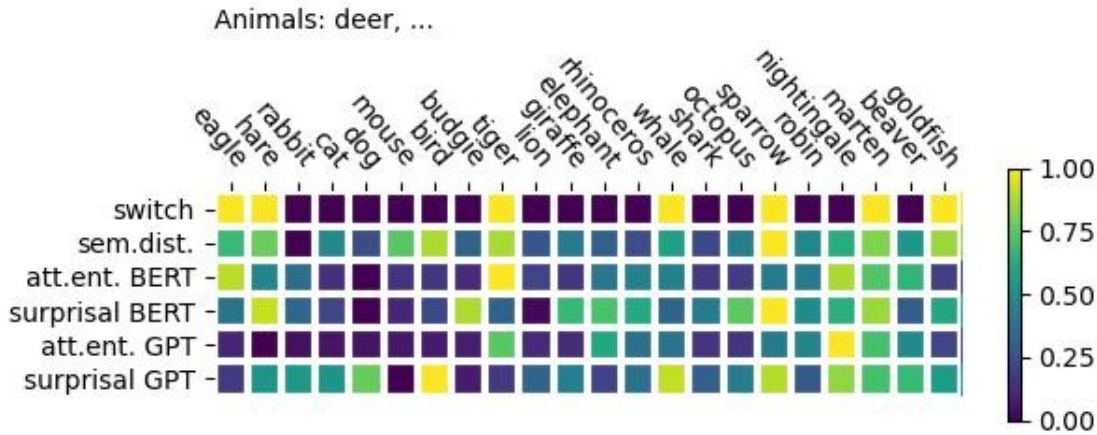 Animals: deer, ...
eagle
hare
rabbit
cat
dog
mouse
bird
budgie
tiger
lion
giraffe
elephant
rhinoceros
whale
shark
octopus
sparrow
robin
nightingale
marten
beaver
goldfish
switch
sem.dist.
att.ent. BERT
surprisal BERT
att.ent. GPT
surprisal GPT
1.00
0.75
0.50
0.25
0.00